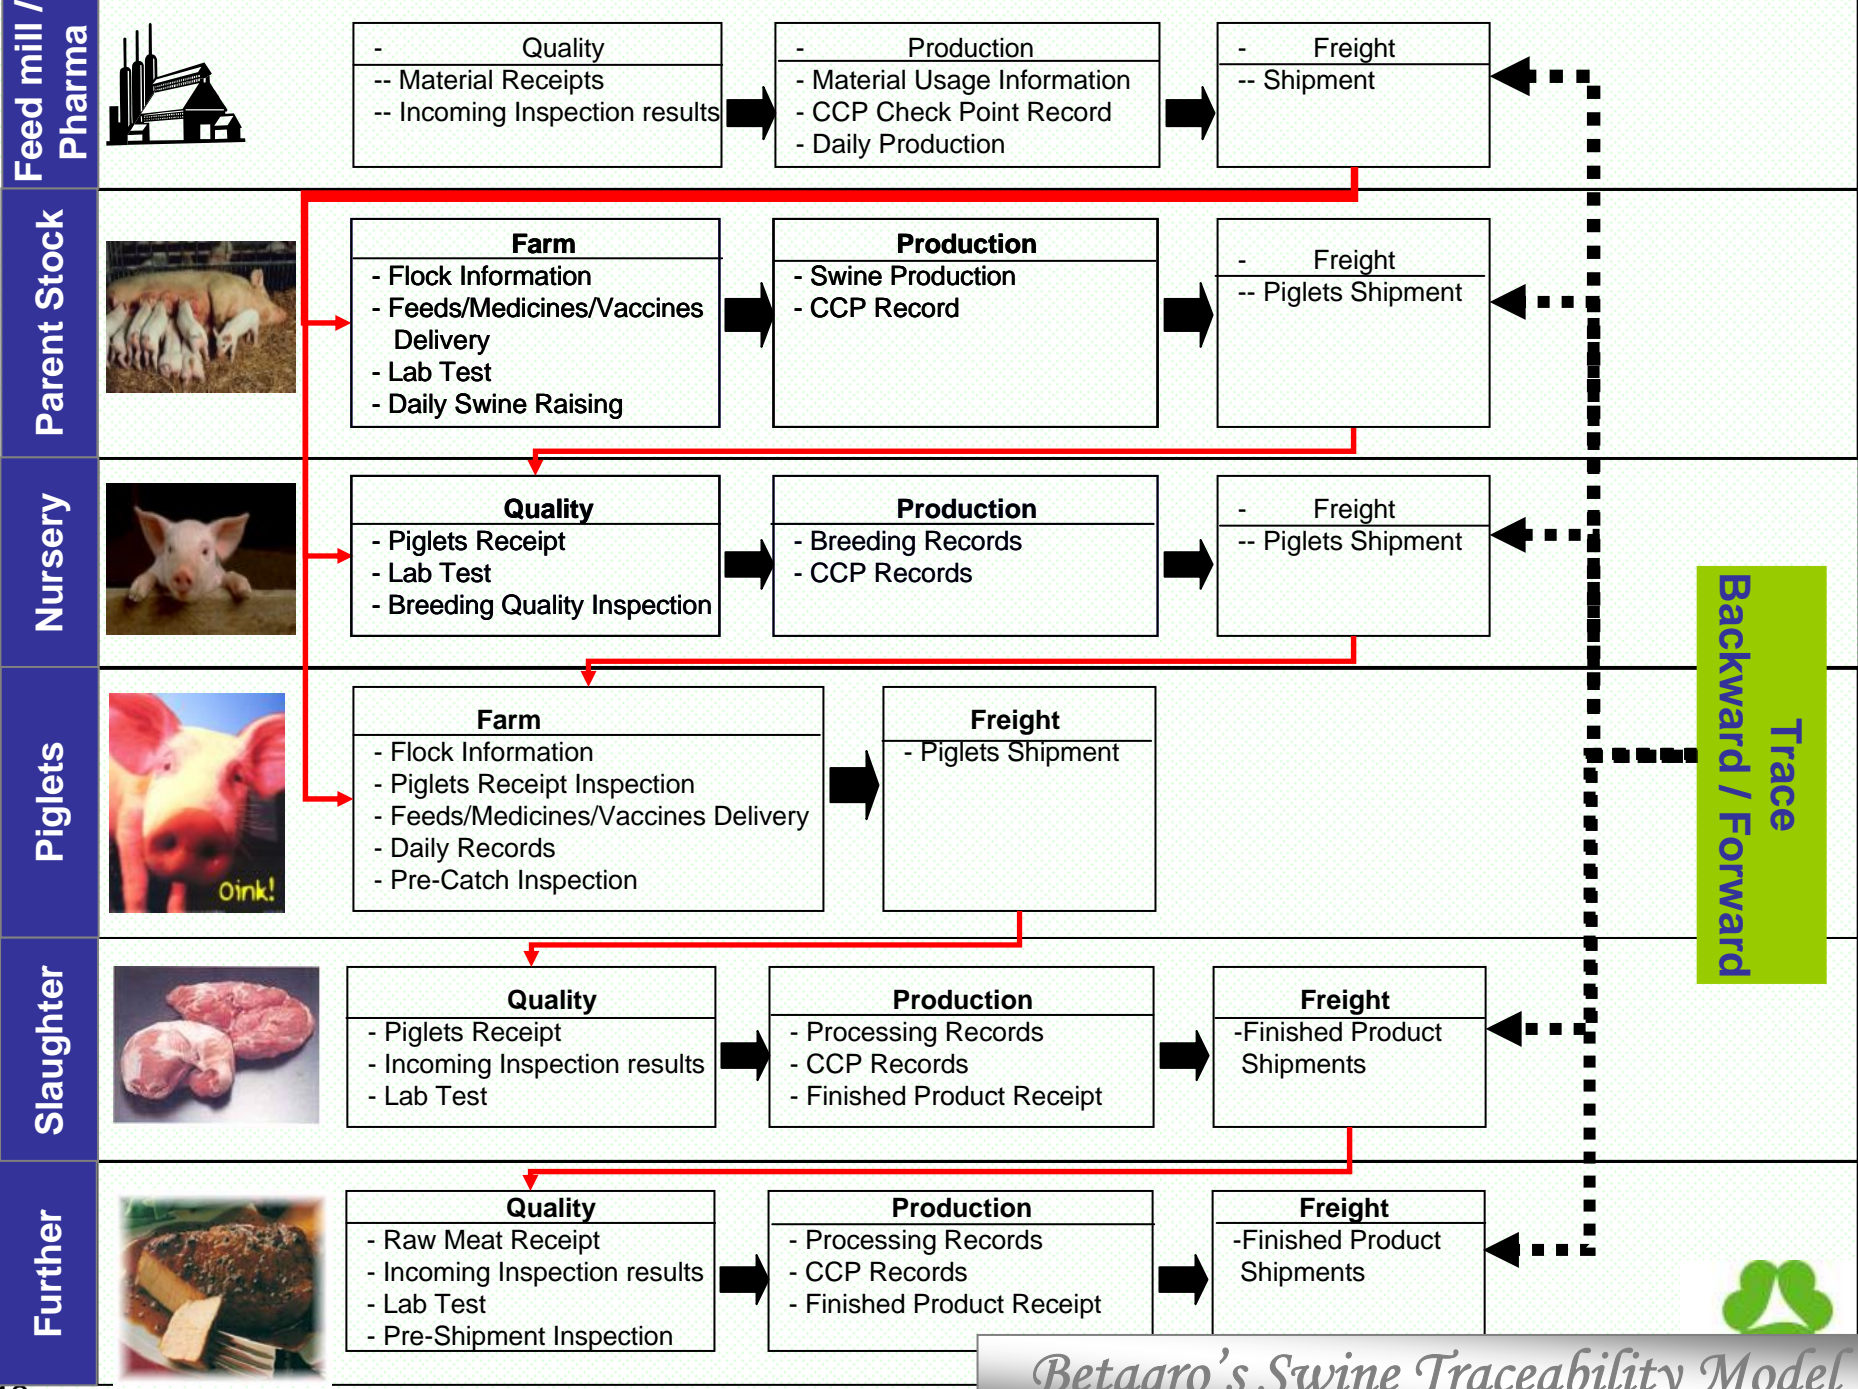 Feed mill /
Pharma
- Quality
-- Material Receipts
-- Incoming Inspection results
- Production
- Material Usage Information
- CCP Check Point Record
- Daily Production
- Freight
-- Shipment
Parent Stock
Farm
- Flock Information
- Feeds/Medicines/Vaccines
Delivery
- Lab Test
- Daily Swine Raising
Production
- Swine Production
- CCP Record
- Freight
-- Piglets Shipment
Nursery
Quality
- Piglets Receipt
- Lab Test
- Breeding Quality Inspection
Production
- Breeding Records
- CCP Records
- Freight
-- Piglets Shipment
Trace
Backward / Forward
Piglets
Oink!
Farm
- Flock Information
- Piglets Receipt Inspection
- Feeds/Medicines/Vaccines Delivery
- Daily Records
- Pre-Catch Inspection
Freight
- Piglets Shipment
Slaughter
Quality
- Piglets Receipt
- Incoming Inspection results
- Lab Test
Production
- Processing Records
- CCP Records
- Finished Product Receipt
Freight
-Finished Product
Shipments
Further
Quality
- Raw Meat Receipt
- Incoming Inspection results
- Lab Test
- Pre-Shipment Inspection
Production
- Processing Records
- CCP Records
- Finished Product Receipt
Freight
-Finished Product
Shipments
Betagro's Swine Traceability Model